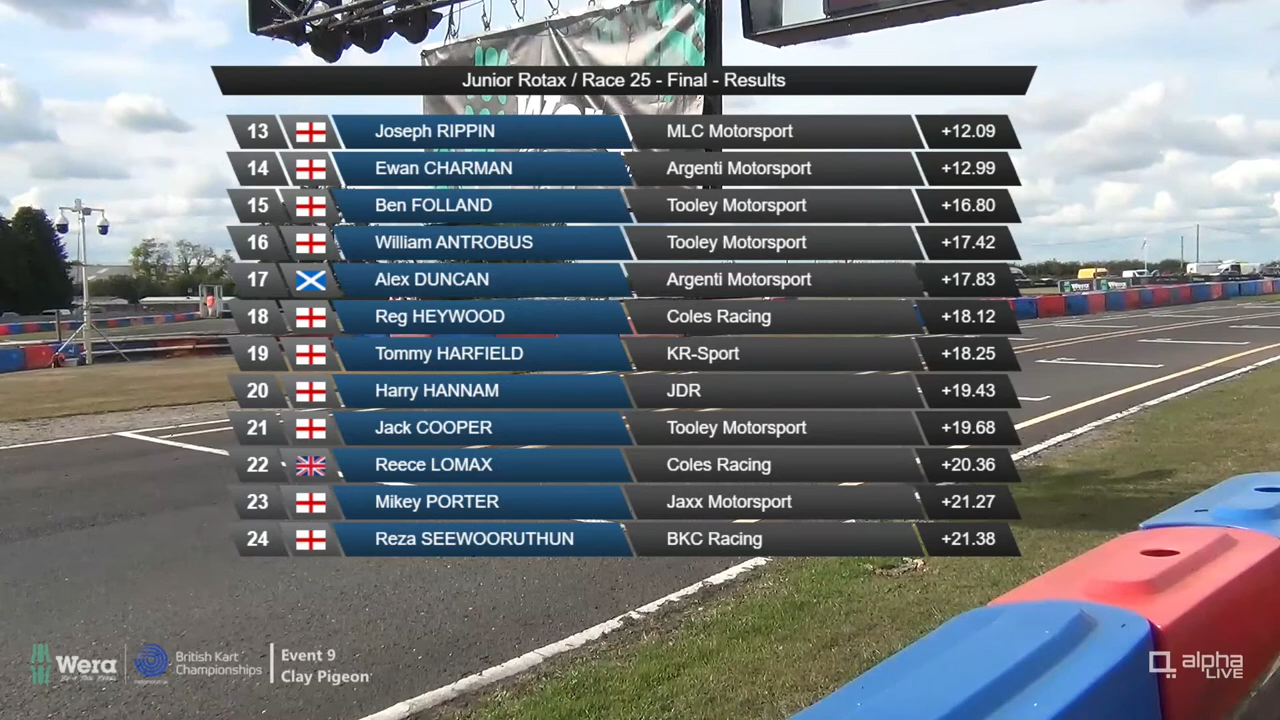 Junior Rotax / Race 25 - Final - Results
13 Joseph RIPPIN MLC Motorsport +12.09
14 Ewan CHARMAN Argenti Motorsport +12.99
15 Ben FOLLAND Tooley Motorsport +16.80
16 William ANTROBUS Tooley Motorsport +17.42
17 Alex DUNCAN Argenti Motorsport +17.83
18 Reg HEYWOOD Coles Racing +18.12
19 Tommy HARFIELD KR-Sport +18.25
20 Harry HANNAM JDR +19.43
21 Jack COOPER Tooley Motorsport +19.68
22 Reece LOMAX Coles Racing +20.36
23 Mikey PORTER Jaxx Motorsport +21.27
24 Reza SEEWOORUTHUN BKC Racing +21.38
Wera
British Kart
Championships
Event 9
Clay Pigeon
alpha
LIVE